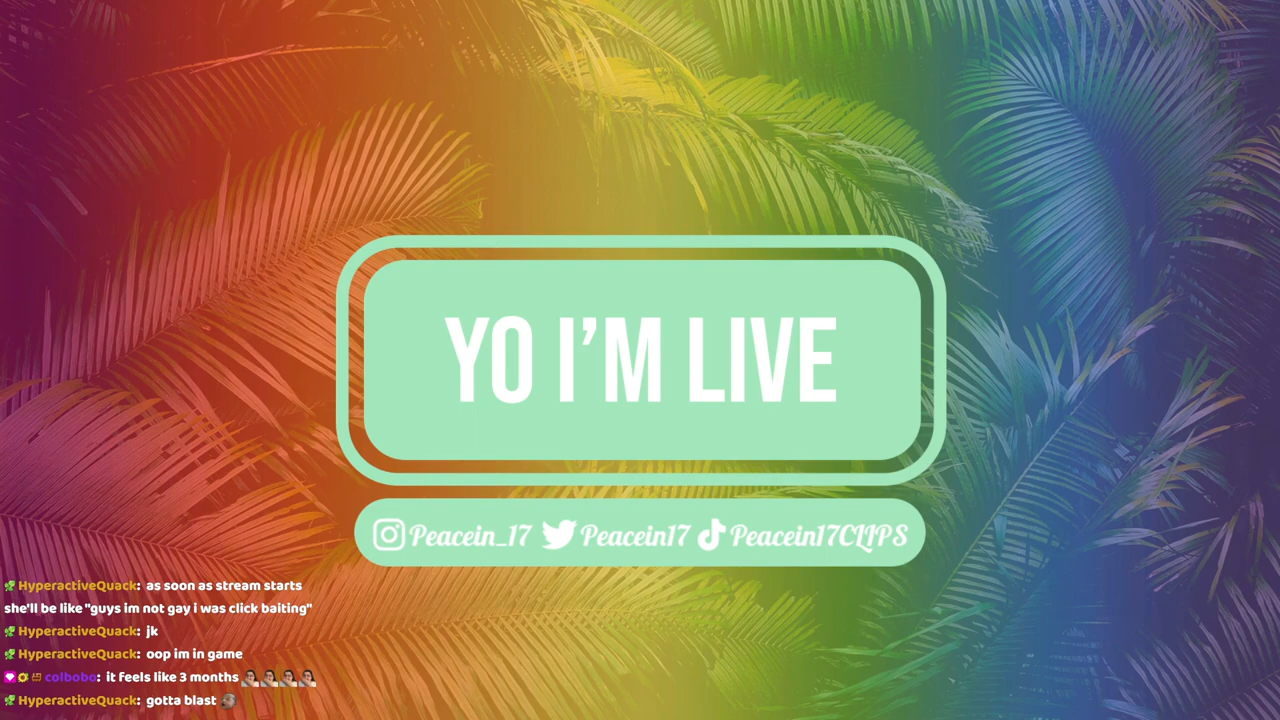 YO I'M LIVE
Peacein_17 Peacein17 Peacein17CLIPS
HyperactiveQuack: as soon as stream starts
she'll be like "guys im not gay i was click baiting"
HyperactiveQuack: jk
HyperactiveQuack: oop im in game
colbobo: it feels like 3 months
HyperactiveQuack: gotta blast